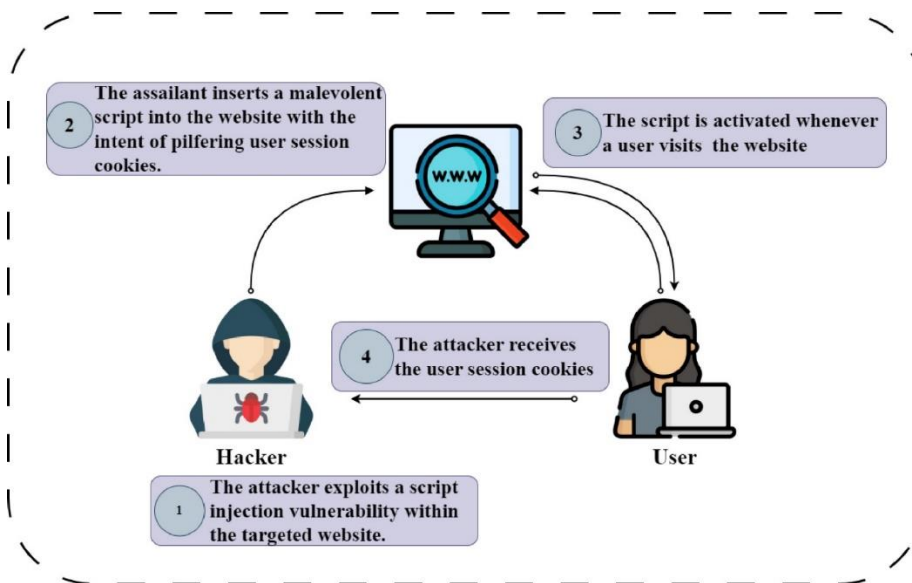 2
The assailant inserts a malevolent
script into the website with the
intent of pilfering user session
cookies.
w.w.w
3
The script is activated whenever
a user visits the website
4
The attacker receives
the user session cookies
Hacker
User
1
The attacker exploits a script
injection vulnerability within
the targeted website.